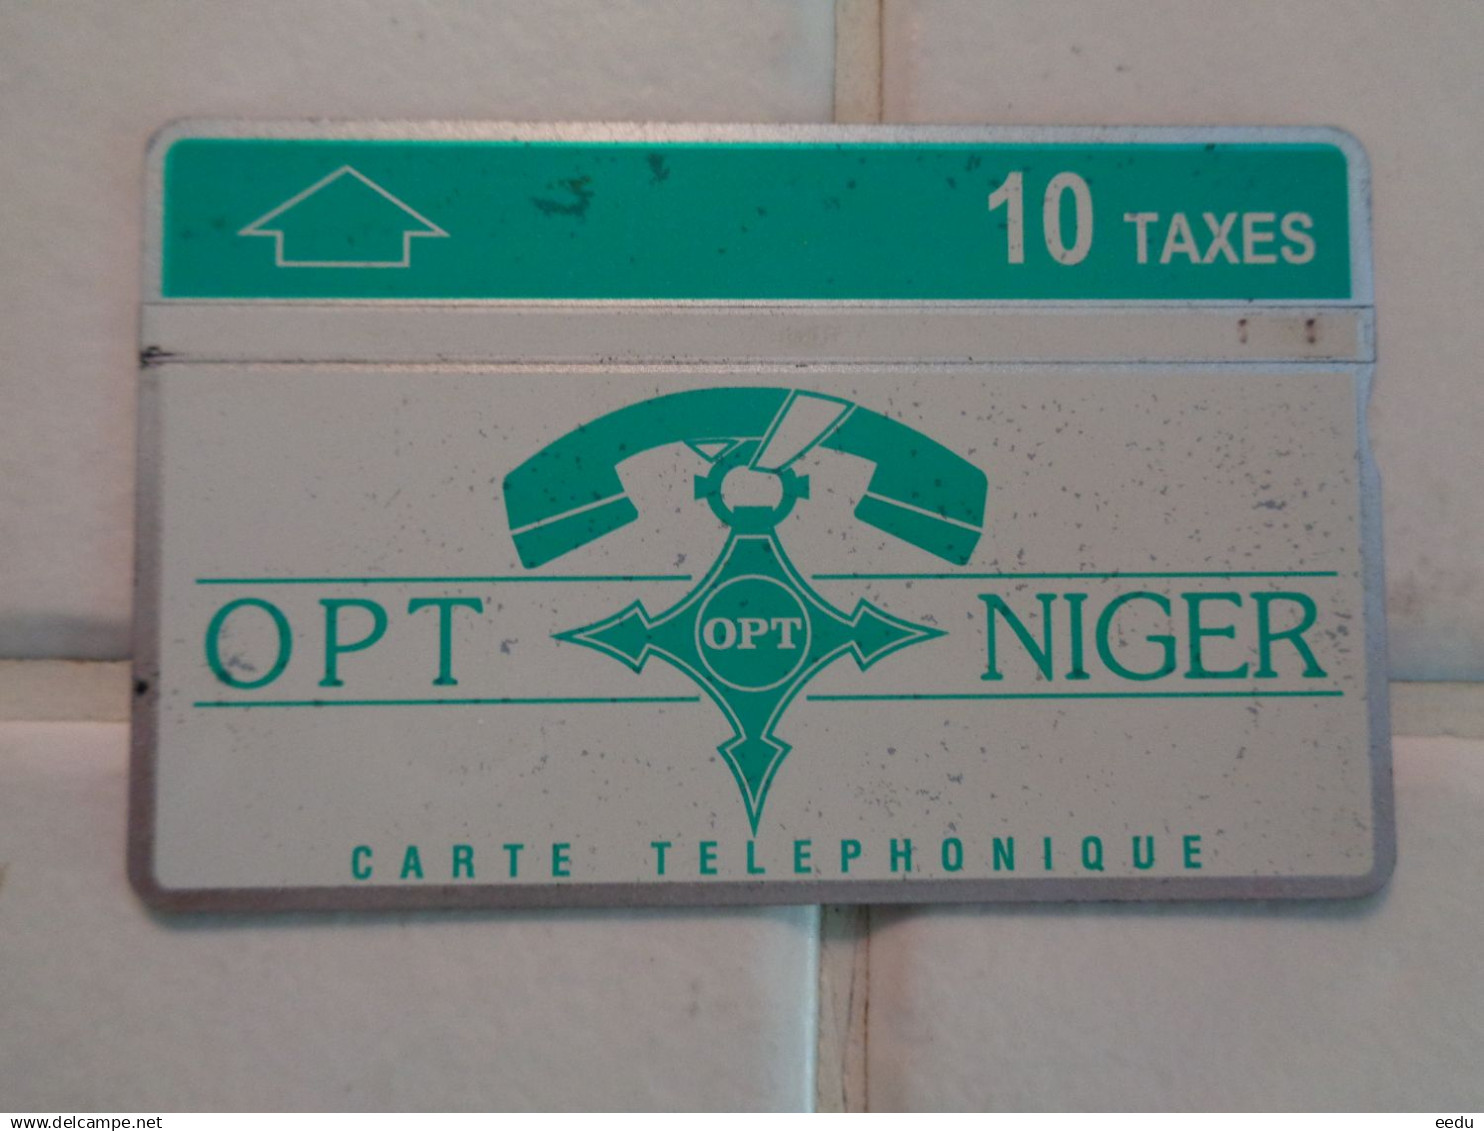 10 TAXES
OPT OPT NIGER
CARTE TELEPHONIQUE
www.delcampe.net
eedu